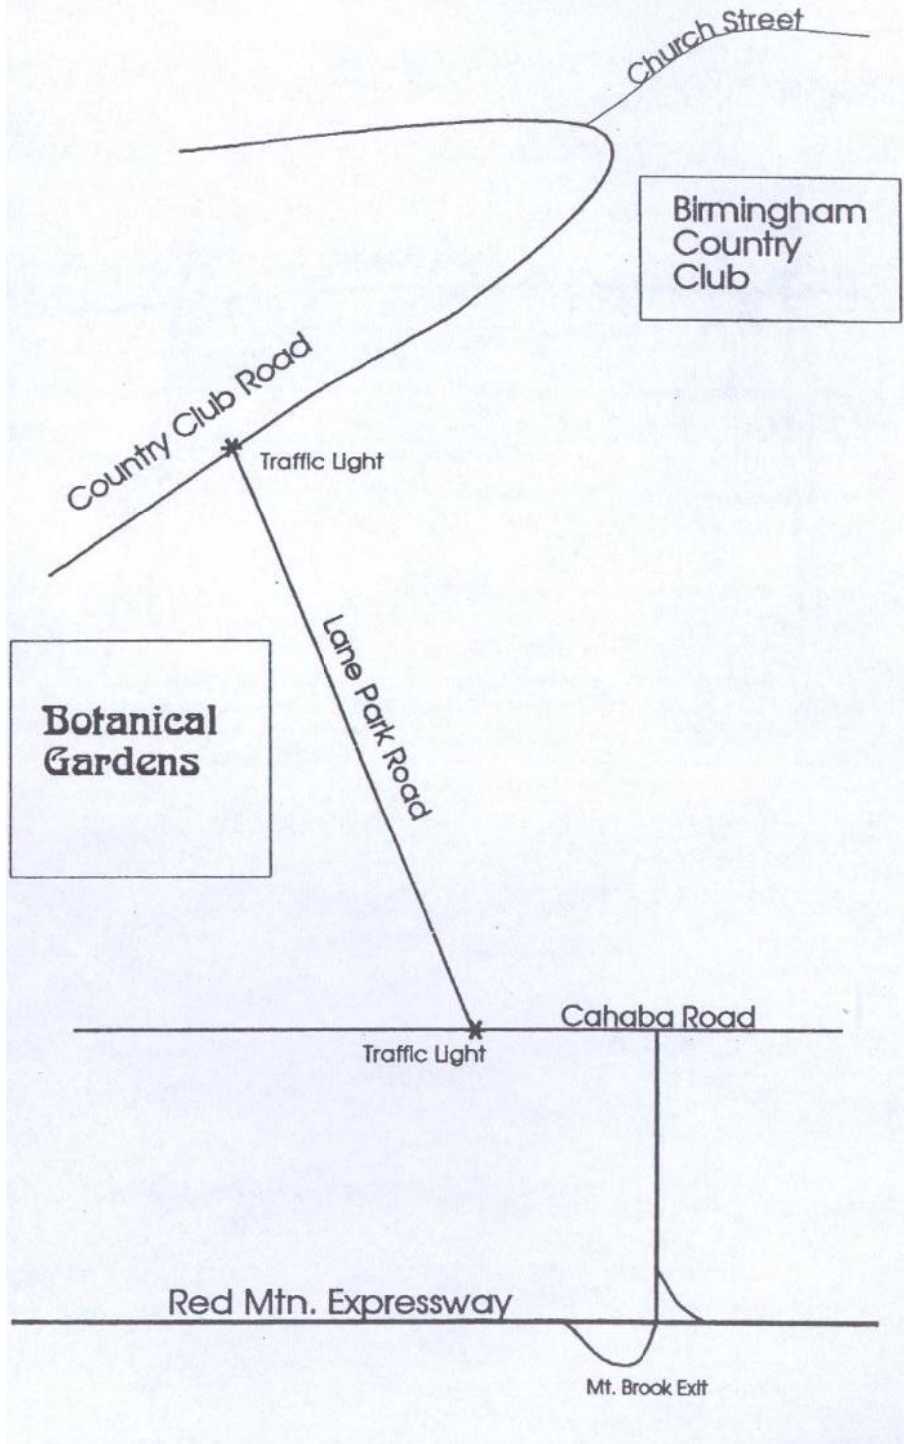 Church Street
Birmingham
Country
Club
Country Club Road
Traffic Light
Lane Park Road
Botanical
Gardens
Cahaba Road
Traffic Light
Red Mtn. Expressway
Mt. Brook Exit